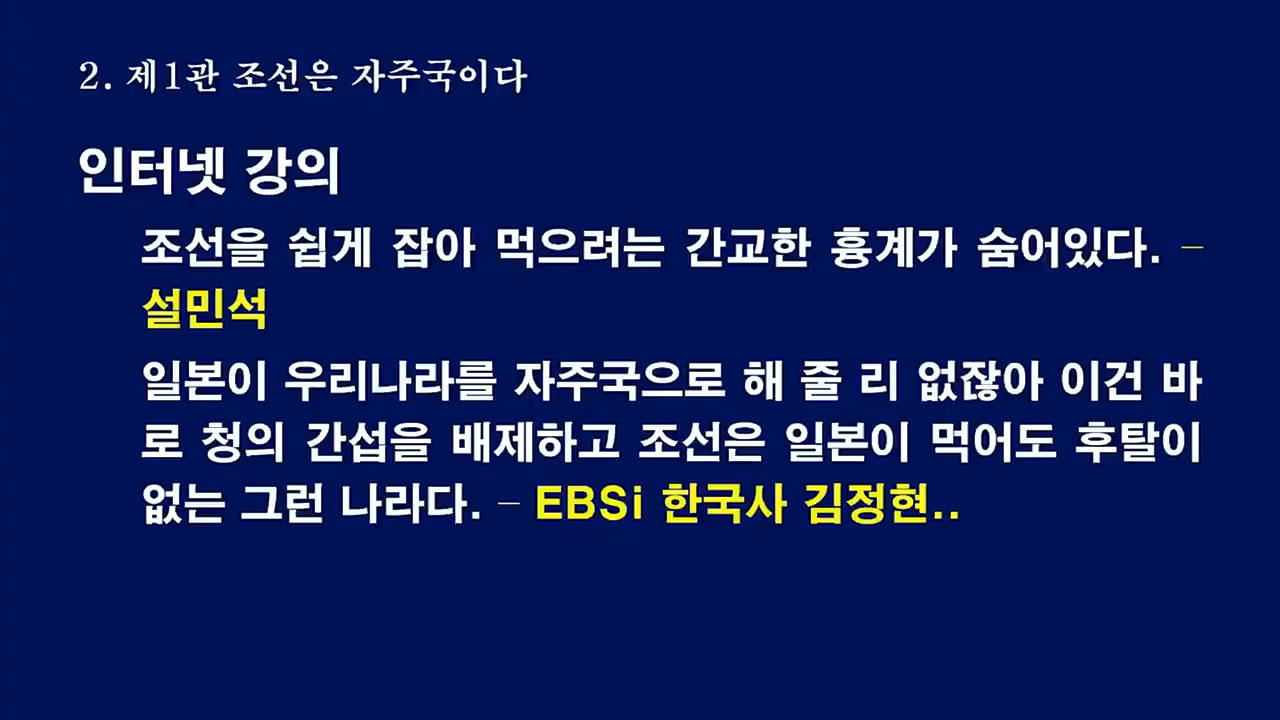 2. 제1관 조선은 자주국이다
인터넷 강의
조선을 쉽게 잡아 먹으려는 간교한 흉계가 숨어있다. –
설민석
일본이 우리나라를 자주국으로 해 줄 리 없잖아 이건 바
로 청의 간섭을 배제하고 조선은 일본이 먹어도 후탈이
없는 그런 나라다. – EBSi 한국사 김정현..